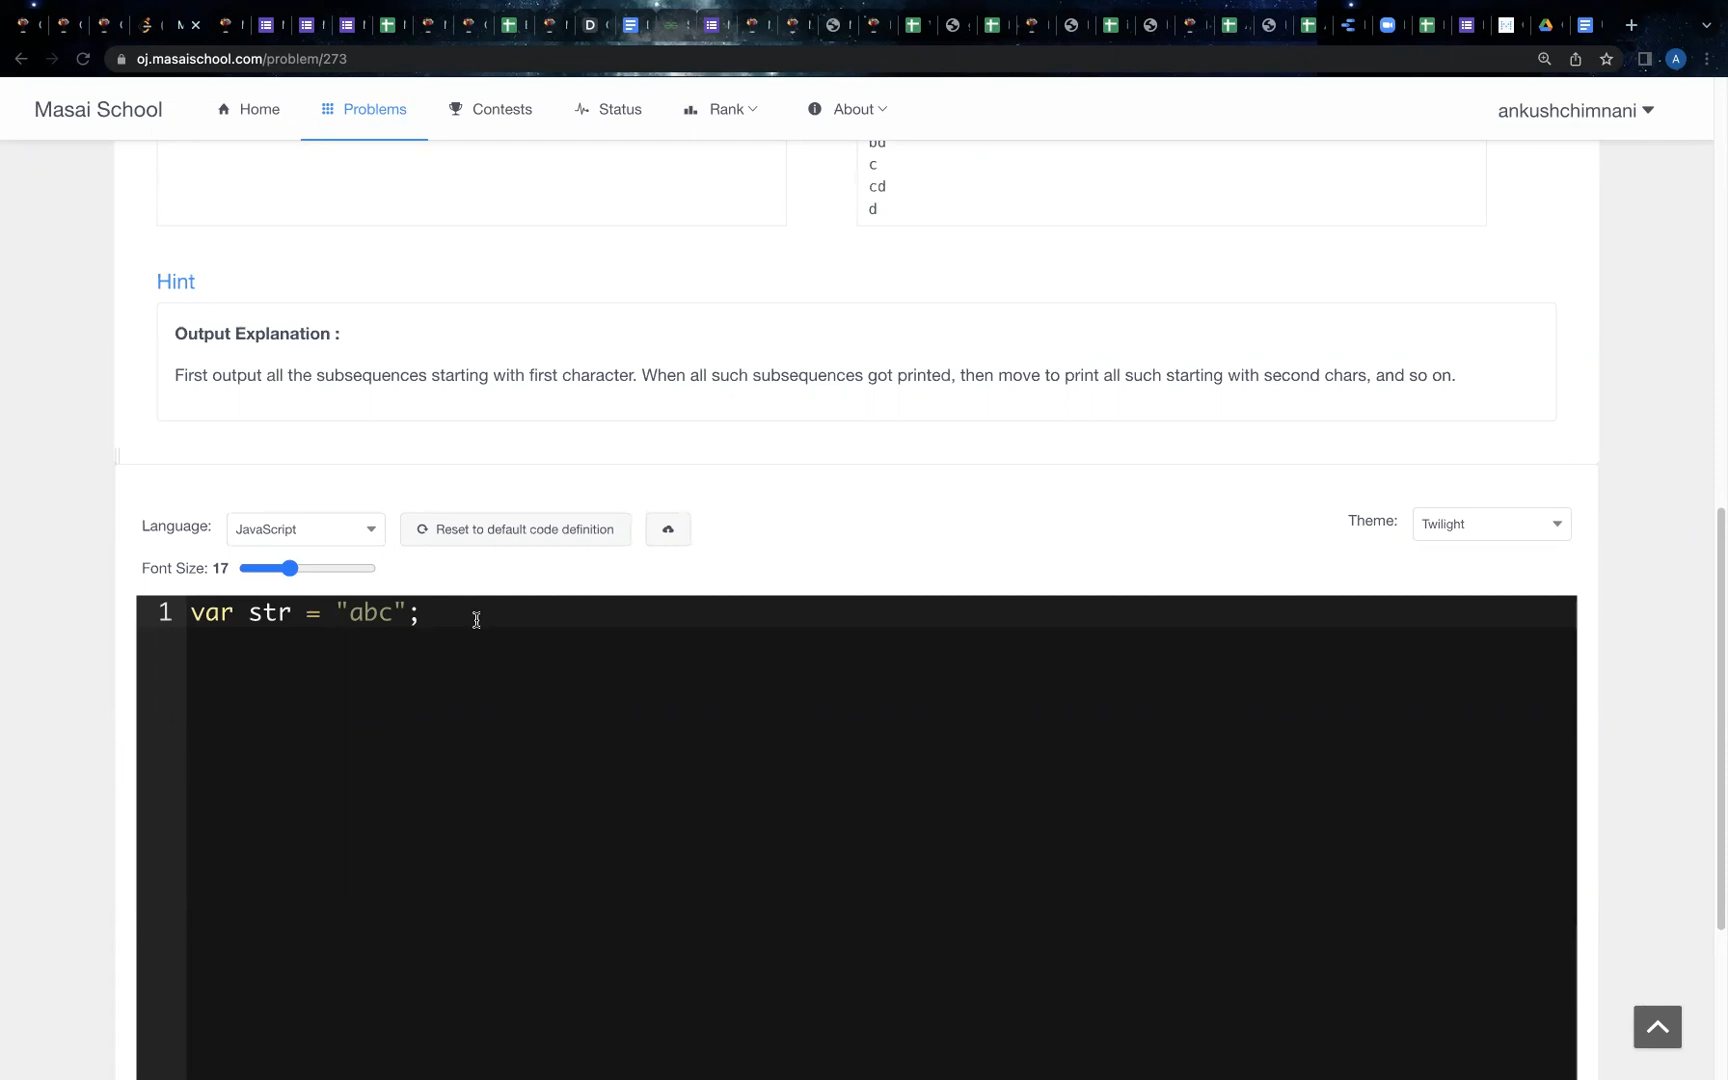 oj.masaischool.com/problem/273
A
Masai School
Home
Problems
Contests
Status
Rank
About
ankushchimnani
bd
c
cd
d
Hint
Output Explanation :
First output all the subsequences starting with first character. When all such subsequences got printed, then move to print all such starting with second chars, and so on.
Language:
JavaScript
Reset to default code definition
Theme:
Twilight
Font Size: 17
1 var str = "abc";